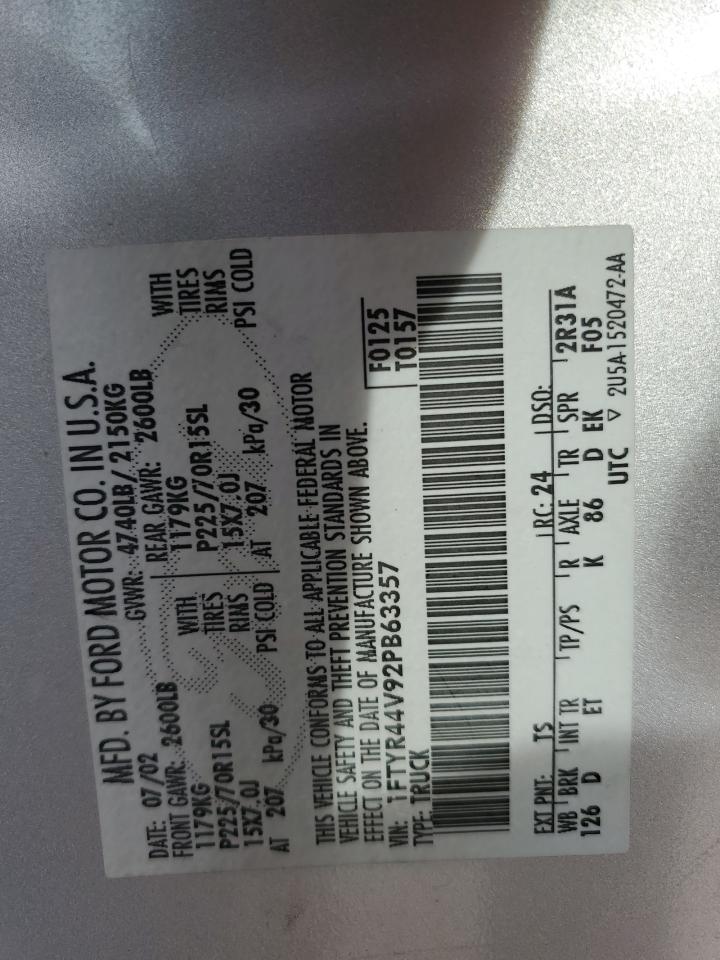 MFD. BY FORD MOTOR CO. IN U.S.A.
DATE: 07/02 GVWR: 4740LB/ 2150KG
FRONT GAWR: 2600LB REAR GAWR: 2600LB
1179KG WITH 1179KG WITH
P225/70R15SL TIRES P225/70R15SL TIRES
15X7.0J RIMS 15X7.0J RIMS
AT 207 kPa/30 PSI COLD AT 207 kPa/30 PSI COLD
THIS VEHICLE CONFORMS TO ALL APPLICABLE FEDERAL MOTOR
VEHICLE SAFETY AND THEFT PREVENTION STANDARDS IN
EFFECT ON THE DATE OF MANUFACTURE SHOWN ABOVE.
VIN: 1FTYR44V92PB63357 F0125
TYPE: TRUCK T0157
EXT PNT: TS RC: 24 DSO:
WB BRK INT TR TP/PS R AXLE TR SPR 2R31A
126 D ET K 86 D EK F05
UTC ▽ 2U5A-1520472-AA